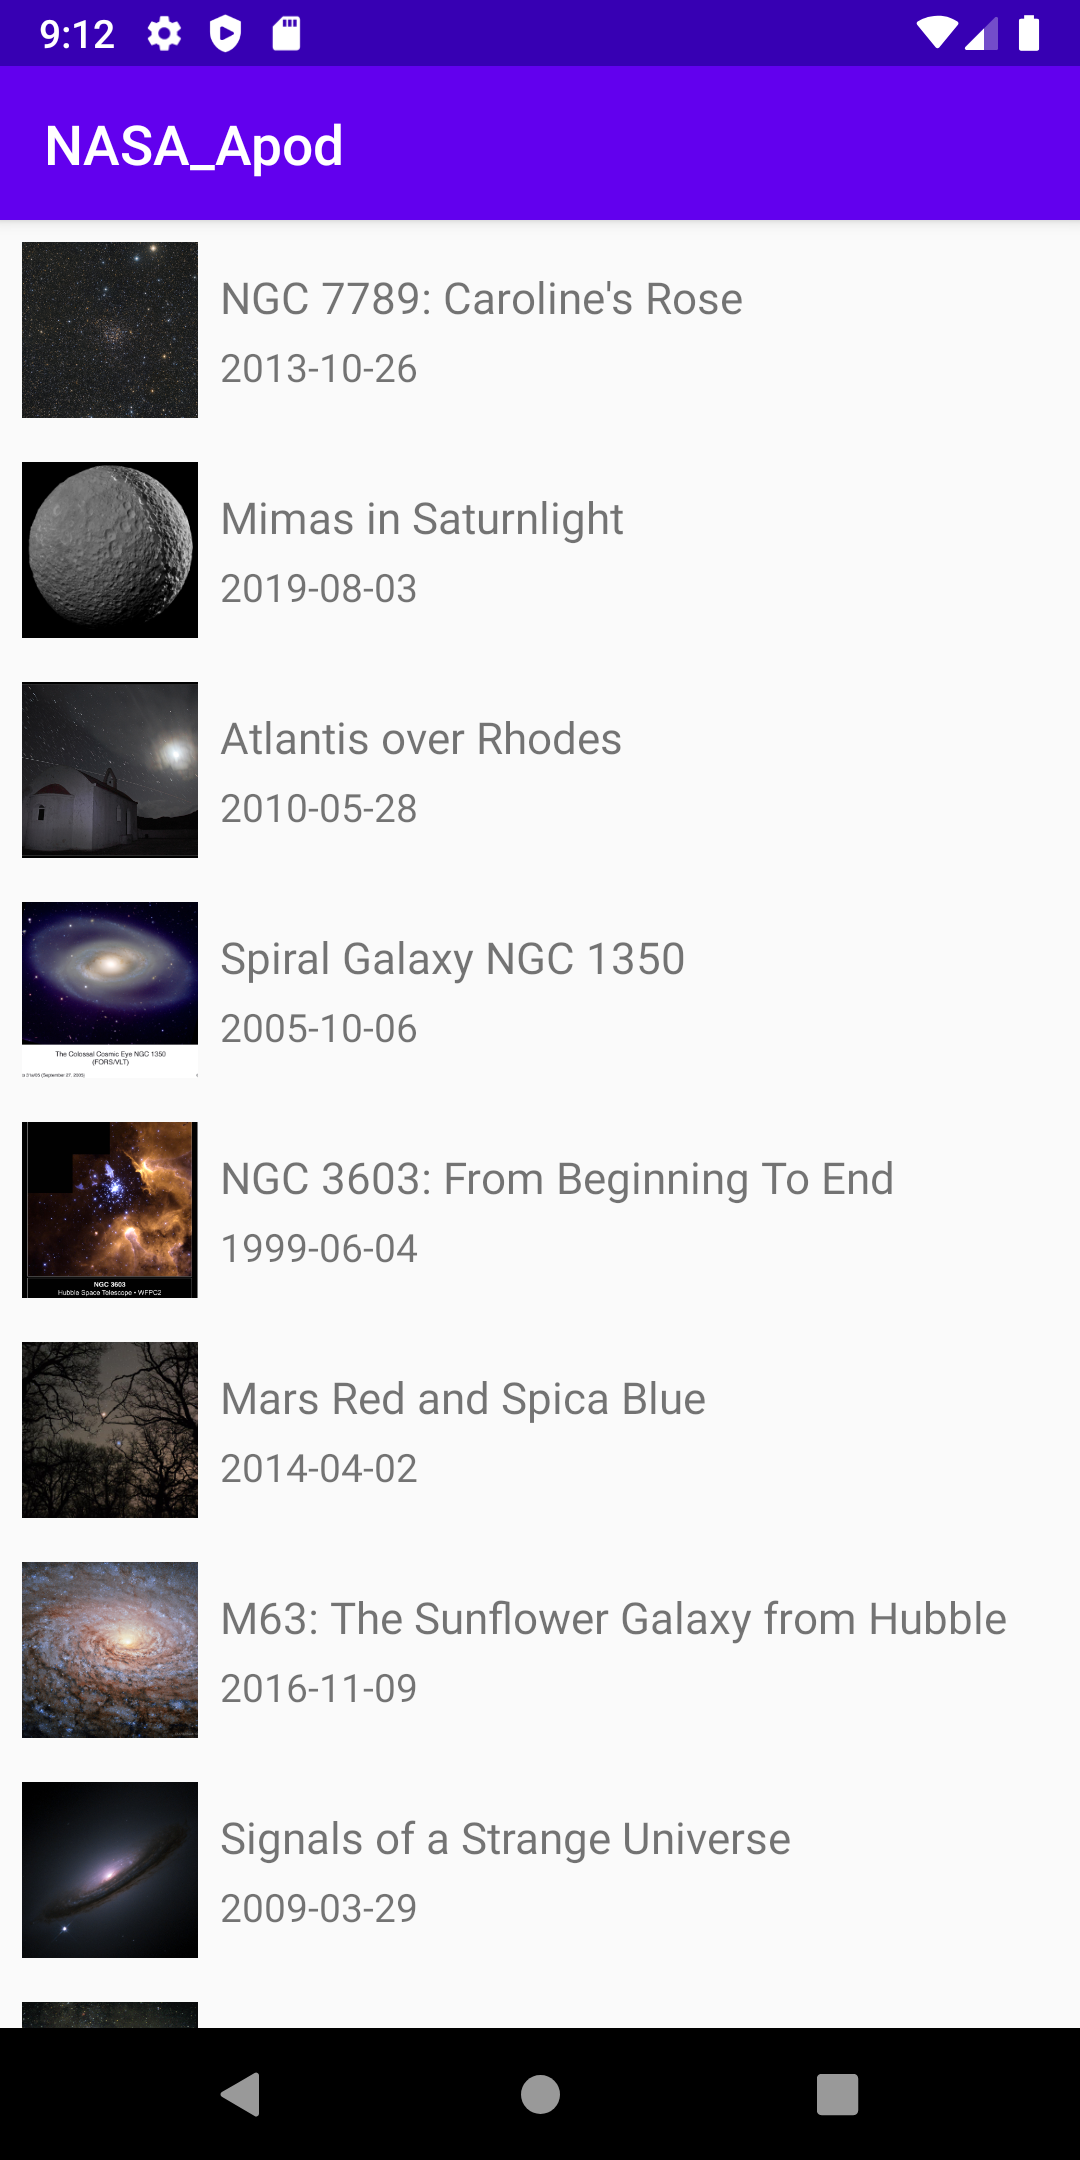 9:12
NASA_Apod
NGC 7789: Caroline's Rose
2013-10-26
Mimas in Saturnlight
2019-08-03
Atlantis over Rhodes
2010-05-28
Spiral Galaxy NGC 1350
2005-10-06
The Colossal Cosmic Eye NGC 1350
(FORS/VLT)
NGC 3603: From Beginning To End
1999-06-04
NGC 3603
Hubble Space Telescope • WFPC2
Mars Red and Spica Blue
2014-04-02
M63: The Sunflower Galaxy from Hubble
2016-11-09
Signals of a Strange Universe
2009-03-29